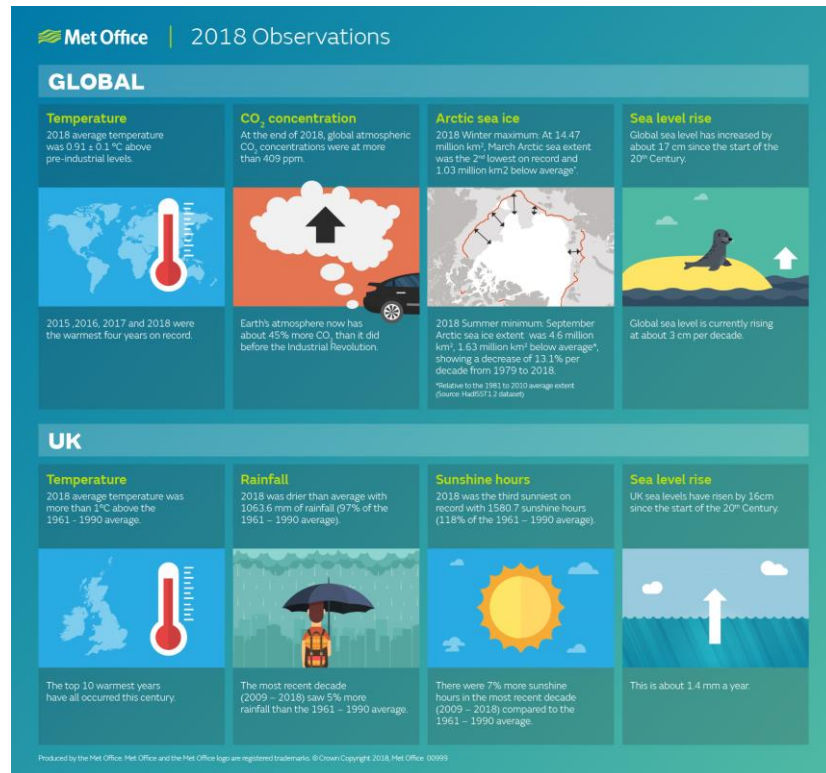 Met Office | 2018 Observations
GLOBAL
Temperature
2018 average temperature
was 0.91 ± 0.1 °C above
pre-industrial levels.
2015 ,2016, 2017 and 2018 were
the warmest four years on record.
CO₂ concentration
At the end of 2018, global atmospheric
CO₂ concentrations were at more
than 409 ppm.
Earth's atmosphere now has
about 45% more CO₂ than it did
before the Industrial Revolution.
Arctic sea ice
2018 Winter maximum: At 14.47
million km², March Arctic sea extent
was the 2ⁿᵈ lowest on record and
1.03 million km2 below average*.
2018 Summer minimum: September
Arctic sea ice extent was 4.6 million
km², 1.63 million km² below average*,
showing a decrease of 13.1% per
decade from 1979 to 2018.
*Relative to the 1981 to 2010 average extent
(Source: HadISST1.2 dataset)
Sea level rise
Global sea level has increased by
about 17 cm since the start of the
20ᵗʰ Century.
Global sea level is currently rising
at about 3 cm per decade.
UK
Temperature
2018 average temperature was
more than 1°C above the
1961 - 1990 average.
The top 10 warmest years
have all occurred this century.
Rainfall
2018 was drier than average with
1063.6 mm of rainfall (97% of the
1961 – 1990 average).
The most recent decade
(2009 – 2018) saw 5% more
rainfall than the 1961 – 1990 average.
Sunshine hours
2018 was the third sunniest on
record with 1580.7 sunshine hours
(118% of the 1961 – 1990 average).
There were 7% more sunshine
hours in the most recent decade
(2009 – 2018) compared to the
1961 – 1990 average.
Sea level rise
UK sea levels have risen by 16cm
since the start of the 20ᵗʰ Century.
This is about 1.4 mm a year.
Produced by the Met Office. Met Office and the Met Office logo are registered trademarks. © Crown Copyright 2018, Met Office 00999